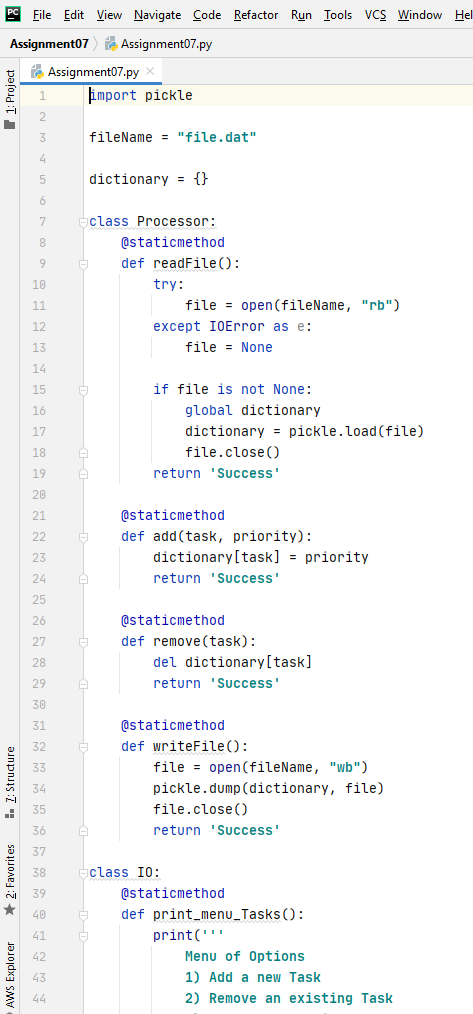 PC File Edit View Navigate Code Refactor Run Tools VCS Window He
Assignment07 Assignment07.py
Assignment07.py
1: Project
1 import pickle
2
3 fileName = "file.dat"
4
5 dictionary = {}
6
7 class Processor:
8 @staticmethod
9 def readFile():
10 try:
11 file = open(fileName, "rb")
12 except IOError as e:
13 file = None
14
15 if file is not None:
16 global dictionary
17 dictionary = pickle.load(file)
18 file.close()
19 return 'Success'
20
21 @staticmethod
22 def add(task, priority):
23 dictionary[task] = priority
24 return 'Success'
25
26 @staticmethod
27 def remove(task):
28 del dictionary[task]
29 return 'Success'
30
31 @staticmethod
32 def writeFile():
33 file = open(fileName, "wb")
34 pickle.dump(dictionary, file)
35 file.close()
36 return 'Success'
37
38 class IO:
39 @staticmethod
40 def print_menu_Tasks():
41 print('''
42 Menu of Options
43 1) Add a new Task
44 2) Remove an existing Task
7: Structure
2: Favorites
AWS Explorer